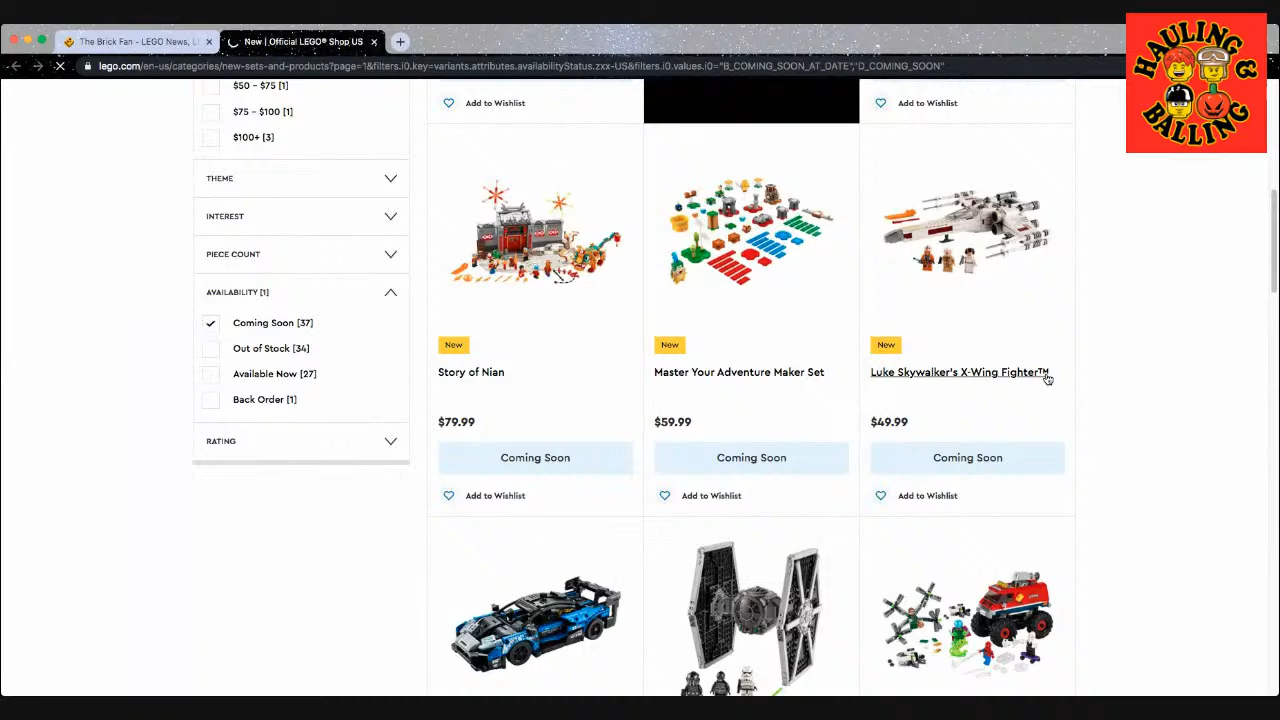 The Brick Fan - LEGO News, L
New | Official LEGO® Shop US
lego.com/en-us/categories/new-sets-and-products?page=1&filters.i0.key=variants.attributes.availabilityStatus.zxx-US&filters.i0.values.i0="B_COMING_SOON_AT_DATE","D_COMING_SOON"
HAULING &
BALLING
$50 – $75 [1]
$75 – $100 [1]
$100+ [3]
THEME
INTEREST
PIECE COUNT
AVAILABILITY [1]
Coming Soon [37]
Out of Stock [34]
Available Now [27]
Back Order [1]
RATING
Add to Wishlist
Add to Wishlist
New
New
New
Story of Nian
Master Your Adventure Maker Set
Luke Skywalker's X-Wing Fighter™
$79.99
$59.99
$49.99
Coming Soon
Coming Soon
Coming Soon
Add to Wishlist
Add to Wishlist
Add to Wishlist